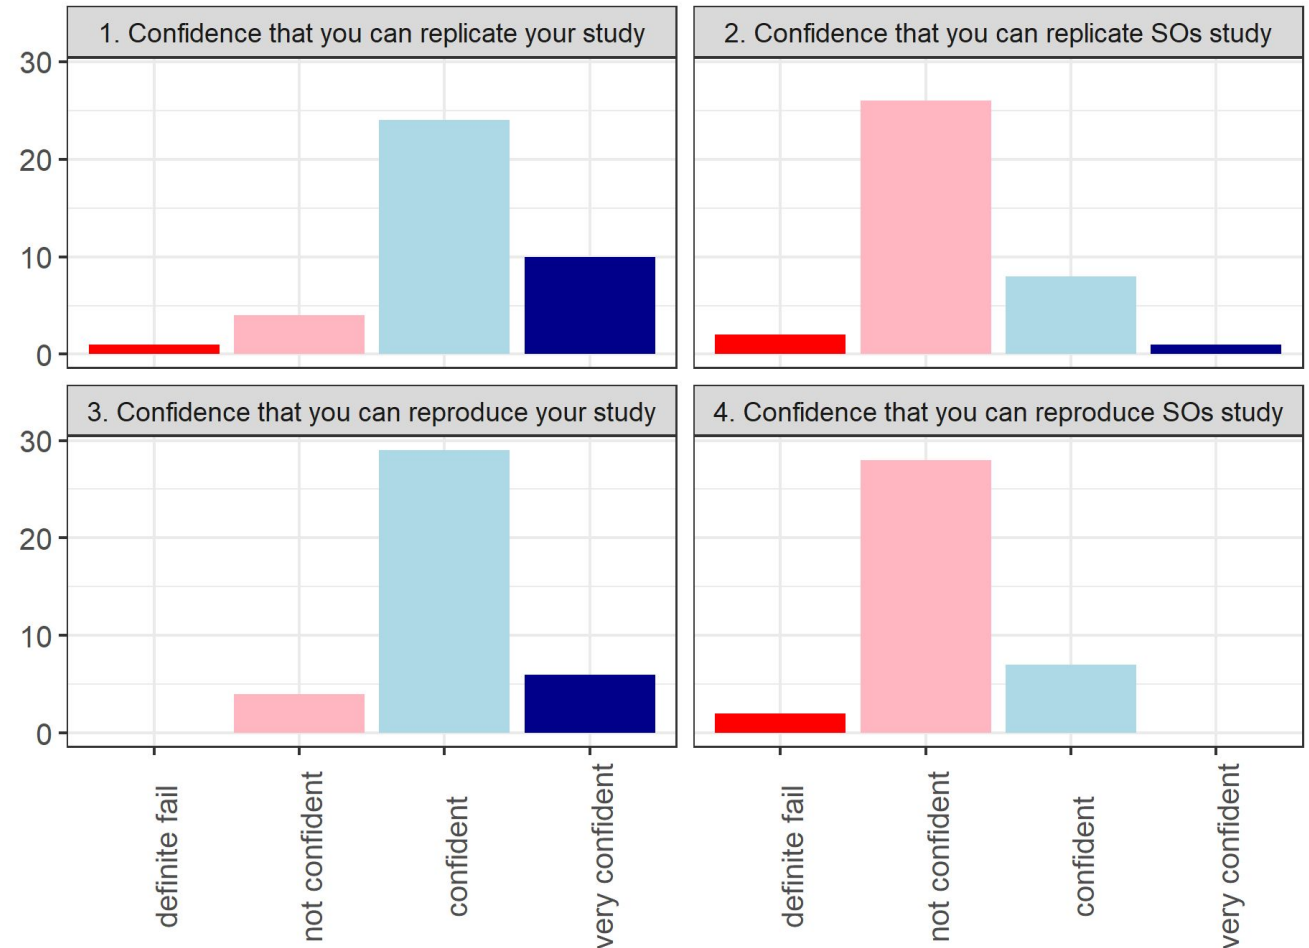 1. Confidence that you can replicate your study
2. Confidence that you can replicate SOs study
30
20
10
0
3. Confidence that you can reproduce your study
4. Confidence that you can reproduce SOs study
30
20
10
0
definite fail
not confident
confident
very confident
definite fail
not confident
confident
very confident